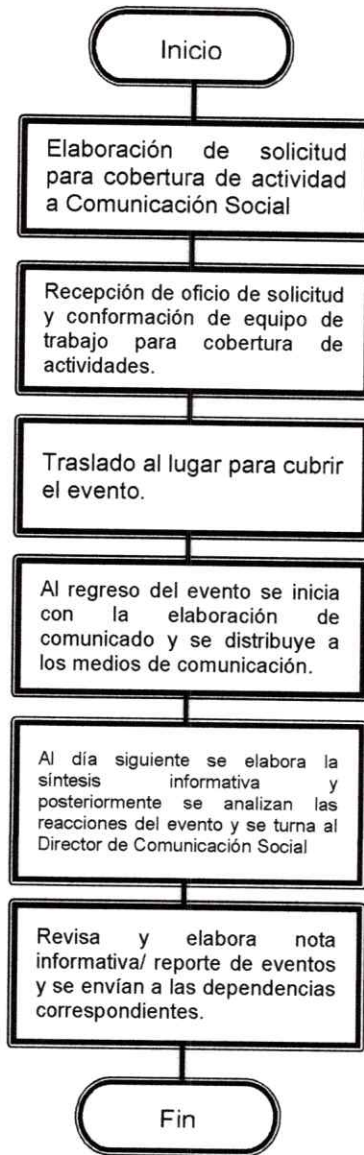 Inicio
Elaboración de solicitud
para cobertura de actividad
a Comunicación Social
Recepción de oficio de solicitud
y conformación de equipo de
trabajo para cobertura de
actividades.
Traslado al lugar para cubrir
el evento.
Al regreso del evento se inicia
con la elaboración de
comunicado y se distribuye a
los medios de comunicación.
Al día siguiente se elabora la
síntesis informativa y
posteriormente se analizan las
reacciones del evento y se turna al
Director de Comunicación Social
Revisa y elabora nota
informativa/ reporte de eventos
y se envían a las dependencias
correspondientes.
Fin